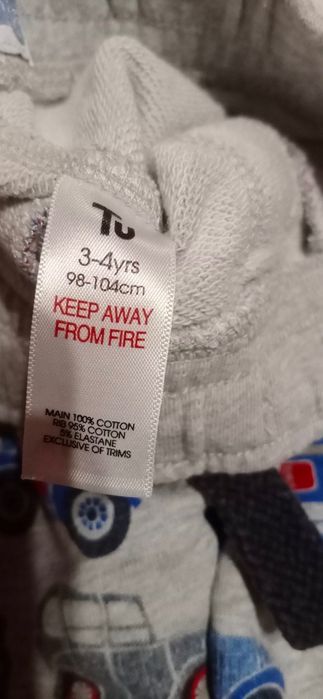 Tu
3-4yrs
98-104cm
KEEP AWAY
FROM FIRE
MAIN 100% COTTON
RIB 95% COTTON
5% ELASTANE
EXCLUSIVE OF TRIMS